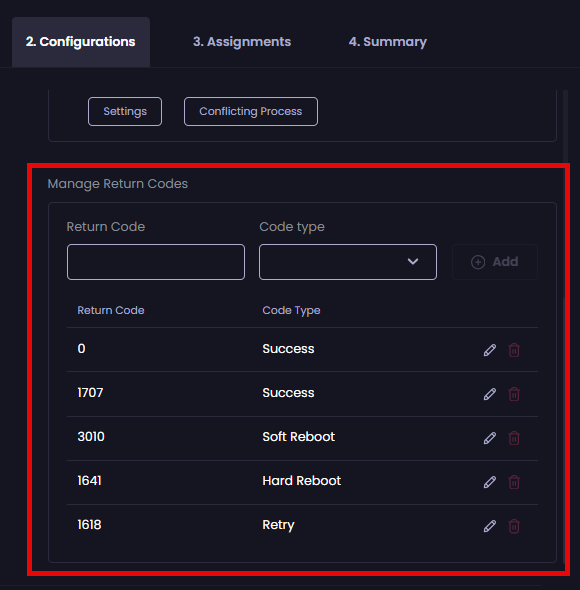 2. Configurations 3. Assignments 4. Summary
Settings Conflicting Process
Manage Return Codes
Return Code Code type
Add
Return Code Code Type
0 Success
1707 Success
3010 Soft Reboot
1641 Hard Reboot
1618 Retry